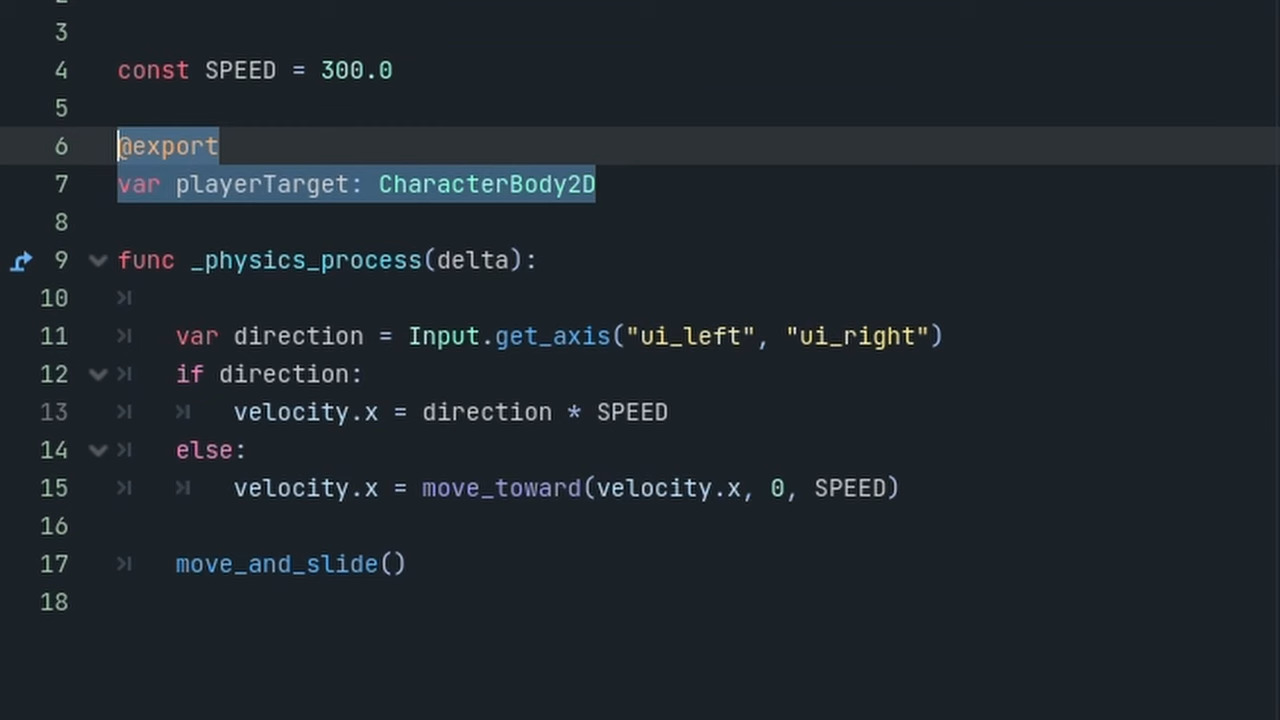 3
4 const SPEED = 300.0
5
6 @export
7 var playerTarget: CharacterBody2D
8
9 func _physics_process(delta):
10
11 var direction = Input.get_axis("ui_left", "ui_right")
12 if direction:
13 velocity.x = direction * SPEED
14 else:
15 velocity.x = move_toward(velocity.x, 0, SPEED)
16
17 move_and_slide()
18